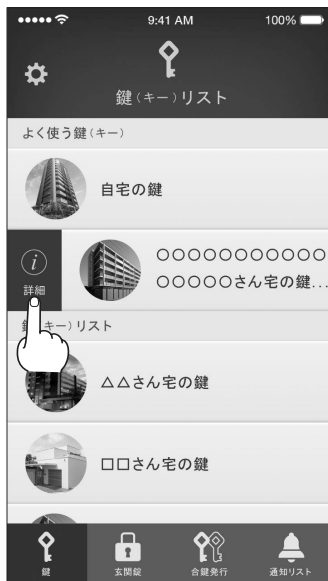 9:41 AM
100%
鍵（キー）リスト
よく使う鍵（キー）
自宅の鍵
○○○○○○○○○○○
○○○○○さん宅の鍵...
詳細
キー）リスト
△△さん宅の鍵
□□さん宅の鍵
鍵
玄関錠
合鍵発行
通知リスト